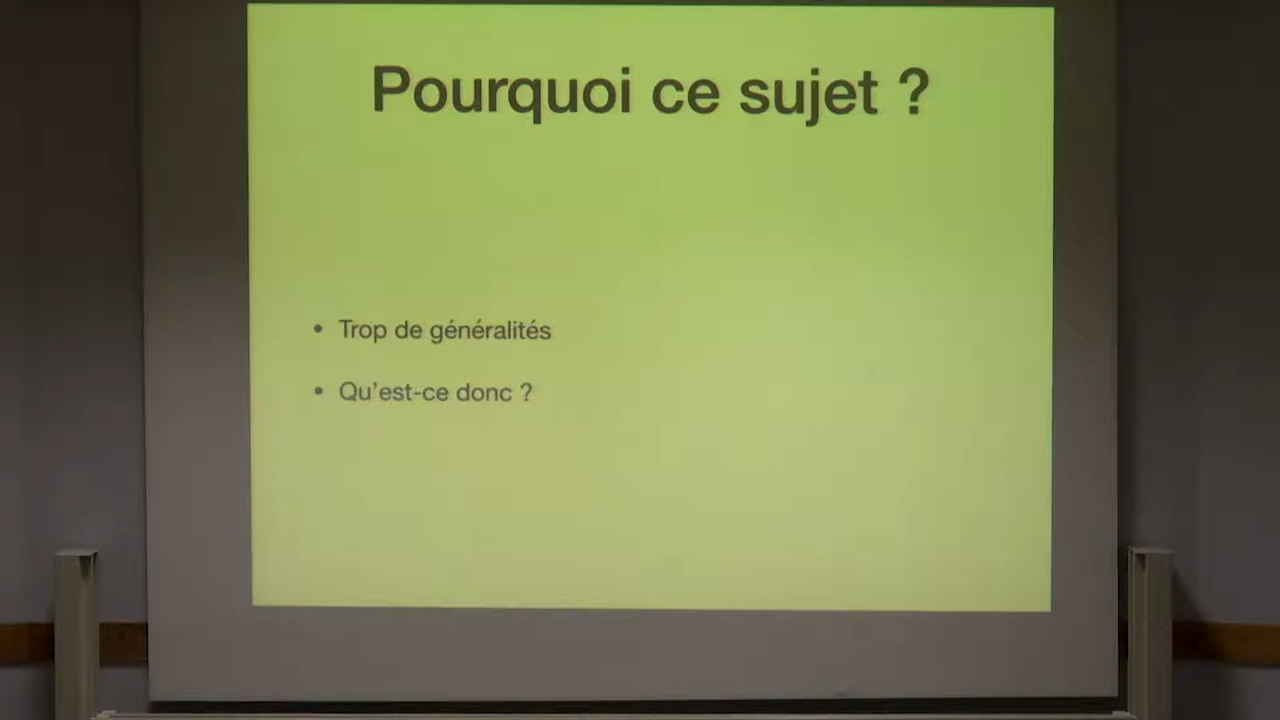 Pourquoi ce sujet ?
• Trop de généralités
• Qu’est-ce donc ?